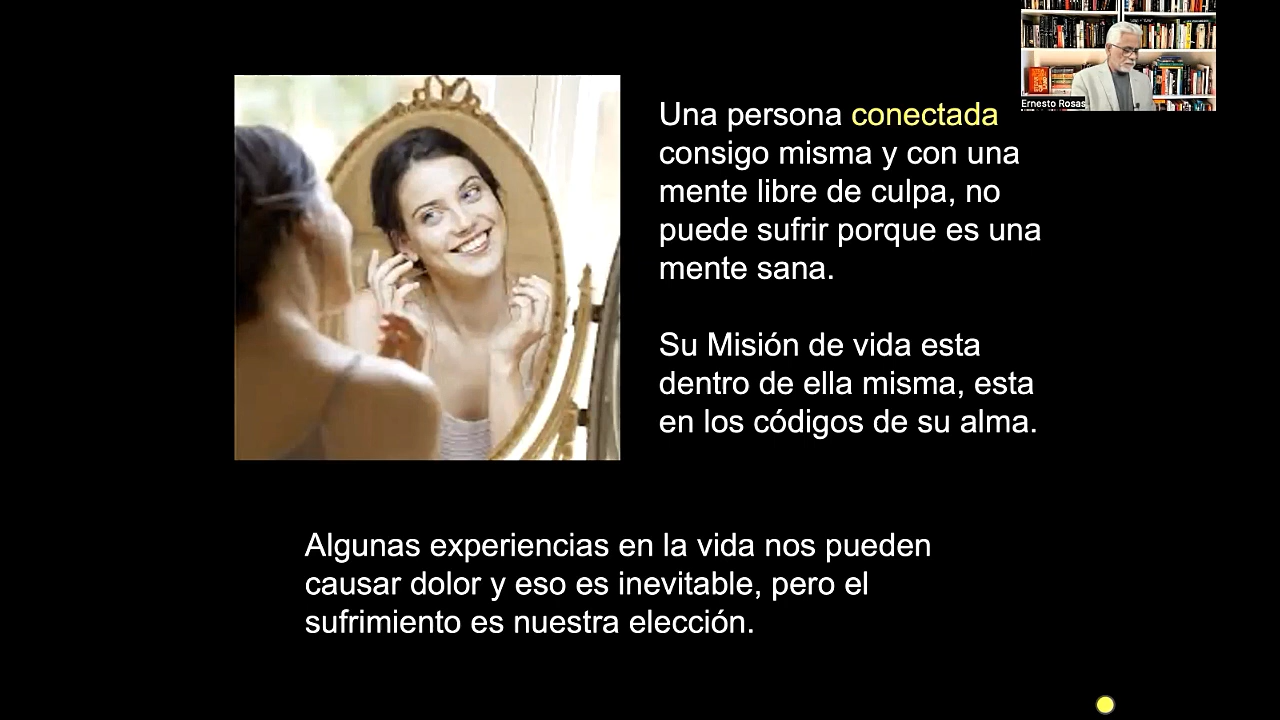 Ernesto Rosas
Una persona conectada
consigo misma y con una
mente libre de culpa, no
puede sufrir porque es una
mente sana.
Su Misión de vida esta
dentro de ella misma, esta
en los códigos de su alma.
Algunas experiencias en la vida nos pueden
causar dolor y eso es inevitable, pero el
sufrimiento es nuestra elección.